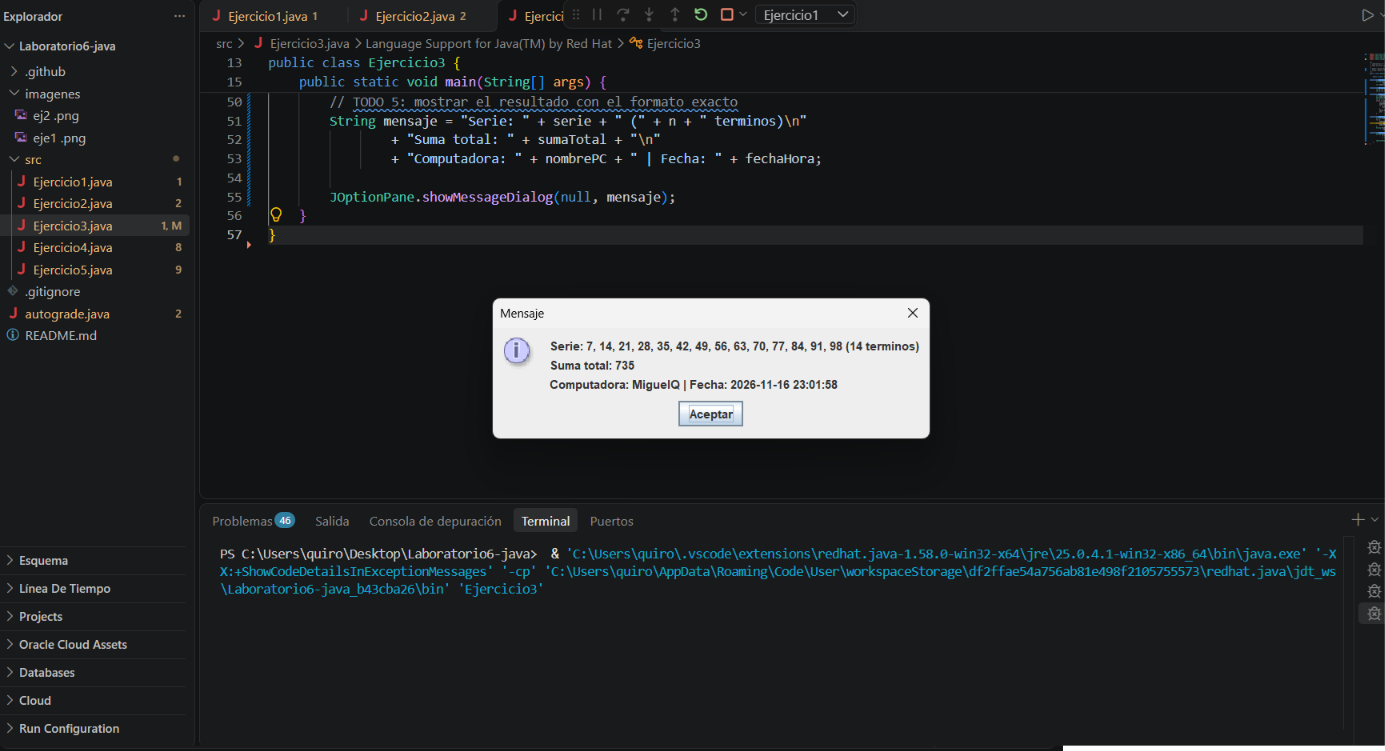 Explorador ···
Laboratorio6-java
.github
imagenes
ej2 .png
eje1 .png
src
Ejercicio1.java 1
Ejercicio2.java 2
Ejercicio3.java 1, M
Ejercicio4.java 8
Ejercicio5.java 9
.gitignore
autograde.java 2
README.md
Esquema
Línea De Tiempo
Projects
Oracle Cloud Assets
Databases
Cloud
Run Configuration
Ejercicio1.java 1 Ejercicio2.java 2 Ejercici Ejercicio1
src > Ejercicio3.java > Language Support for Java(TM) by Red Hat > Ejercicio3
13 public class Ejercicio3 {
15 public static void main(String[] args) {
50 // TODO 5: mostrar el resultado con el formato exacto
51 String mensaje = "Serie: " + serie + " (" + n + " terminos)\n"
52 + "Suma total: " + sumaTotal + "\n"
53 + "Computadora: " + nombrePC + " | Fecha: " + fechaHora;
54
55 JOptionPane.showMessageDialog(null, mensaje);
56 }
57 }
Mensaje
Serie: 7, 14, 21, 28, 35, 42, 49, 56, 63, 70, 77, 84, 91, 98 (14 terminos)
Suma total: 735
Computadora: MiguelQ | Fecha: 2026-11-16 23:01:58
Aceptar
Problemas 46 Salida Consola de depuración Terminal Puertos
PS C:\Users\quiro\Desktop\Laboratorio6-java> & 'C:\Users\quiro\.vscode\extensions\redhat.java-1.58.0-win32-x64\jre\25.0.4.1-win32-x86_64\bin\java.exe' '-X
X:+ShowCodeDetailsInExceptionMessages' '-cp' 'C:\Users\quiro\AppData\Roaming\Code\User\workspaceStorage\df2ffae54a756ab81e498f2105755573\redhat.java\jdt_ws
\Laboratorio6-java_b43cba26\bin' 'Ejercicio3'